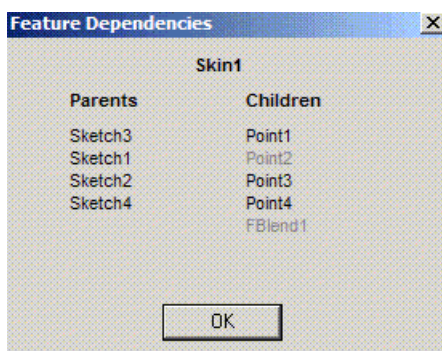 Feature Dependencies
Skin1
Parents Children
Sketch3 Point1
Sketch1 Point2
Sketch2 Point3
Sketch4 Point4
FBlend1
OK